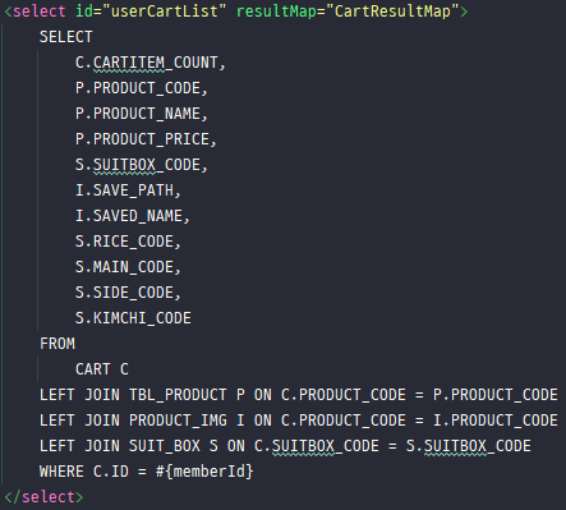 <select id="userCartList" resultMap="CartResultMap">
SELECT
C.CARTITEM_COUNT,
P.PRODUCT_CODE,
P.PRODUCT_NAME,
P.PRODUCT_PRICE,
S.SUITBOX_CODE,
I.SAVE_PATH,
I.SAVED_NAME,
S.RICE_CODE,
S.MAIN_CODE,
S.SIDE_CODE,
S.KIMCHI_CODE
FROM
CART C
LEFT JOIN TBL_PRODUCT P ON C.PRODUCT_CODE = P.PRODUCT_CODE
LEFT JOIN PRODUCT_IMG I ON C.PRODUCT_CODE = I.PRODUCT_CODE
LEFT JOIN SUIT_BOX S ON C.SUITBOX_CODE = S.SUITBOX_CODE
WHERE C.ID = #{memberId}
</select>